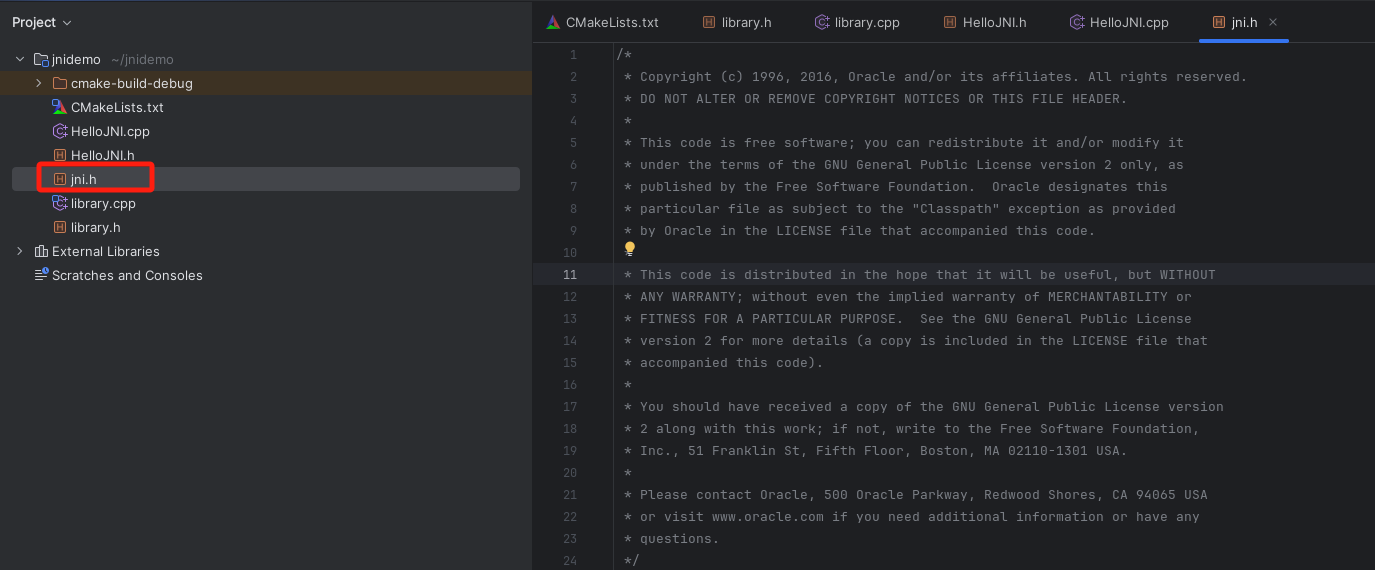 Project
CMakeLists.txt
library.h
library.cpp
HelloJNI.h
HelloJNI.cpp
jni.h
jnidemo ~/jnidemo
cmake-build-debug
CMakeLists.txt
HelloJNI.cpp
HelloJNI.h
jni.h
library.cpp
library.h
External Libraries
Scratches and Consoles
1 /*
2 * Copyright (c) 1996, 2016, Oracle and/or its affiliates. All rights reserved.
3 * DO NOT ALTER OR REMOVE COPYRIGHT NOTICES OR THIS FILE HEADER.
4 *
5 * This code is free software; you can redistribute it and/or modify it
6 * under the terms of the GNU General Public License version 2 only, as
7 * published by the Free Software Foundation.  Oracle designates this
8 * particular file as subject to the "Classpath" exception as provided
9 * by Oracle in the LICENSE file that accompanied this code.
10
11 * This code is distributed in the hope that it will be useful, but WITHOUT
12 * ANY WARRANTY; without even the implied warranty of MERCHANTABILITY or
13 * FITNESS FOR A PARTICULAR PURPOSE.  See the GNU General Public License
14 * version 2 for more details (a copy is included in the LICENSE file that
15 * accompanied this code).
16 *
17 * You should have received a copy of the GNU General Public License version
18 * 2 along with this work; if not, write to the Free Software Foundation,
19 * Inc., 51 Franklin St, Fifth Floor, Boston, MA 02110-1301 USA.
20 *
21 * Please contact Oracle, 500 Oracle Parkway, Redwood Shores, CA 94065 USA
22 * or visit www.oracle.com if you need additional information or have any
23 * questions.
24 */